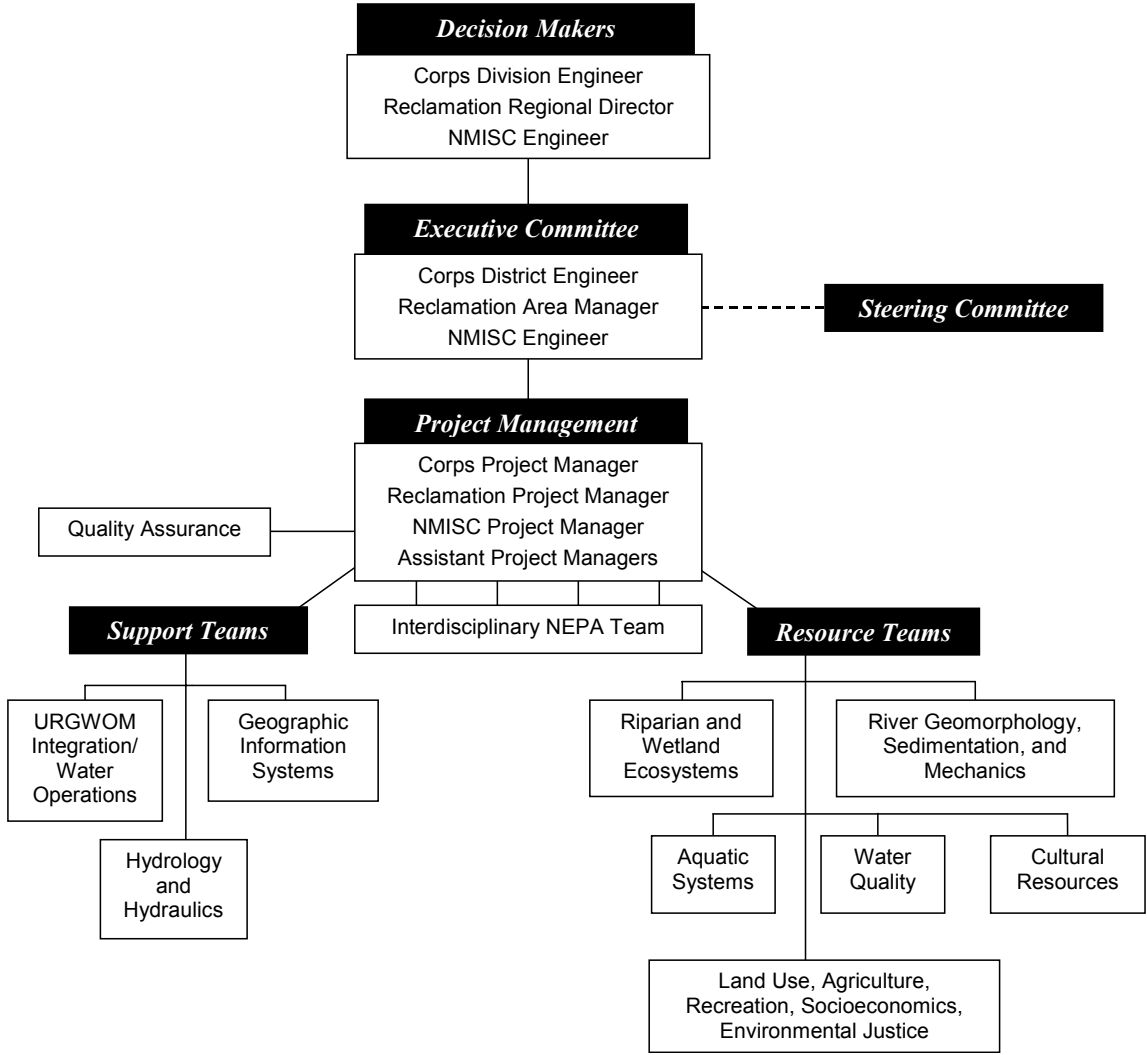 Decision Makers
Corps Division Engineer
Reclamation Regional Director
NMISC Engineer
Executive Committee
Corps District Engineer
Reclamation Area Manager
NMISC Engineer
Steering Committee
Project Management
Corps Project Manager
Reclamation Project Manager
NMISC Project Manager
Assistant Project Managers
Quality Assurance
Interdisciplinary NEPA Team
Support Teams
URGWOM
Integration/
Water
Operations
Geographic
Information
Systems
Hydrology
and
Hydraulics
Resource Teams
Riparian and
Wetland
Ecosystems
River Geomorphology,
Sedimentation, and
Mechanics
Aquatic
Systems
Water
Quality
Cultural
Resources
Land Use, Agriculture,
Recreation, Socioeconomics,
Environmental Justice